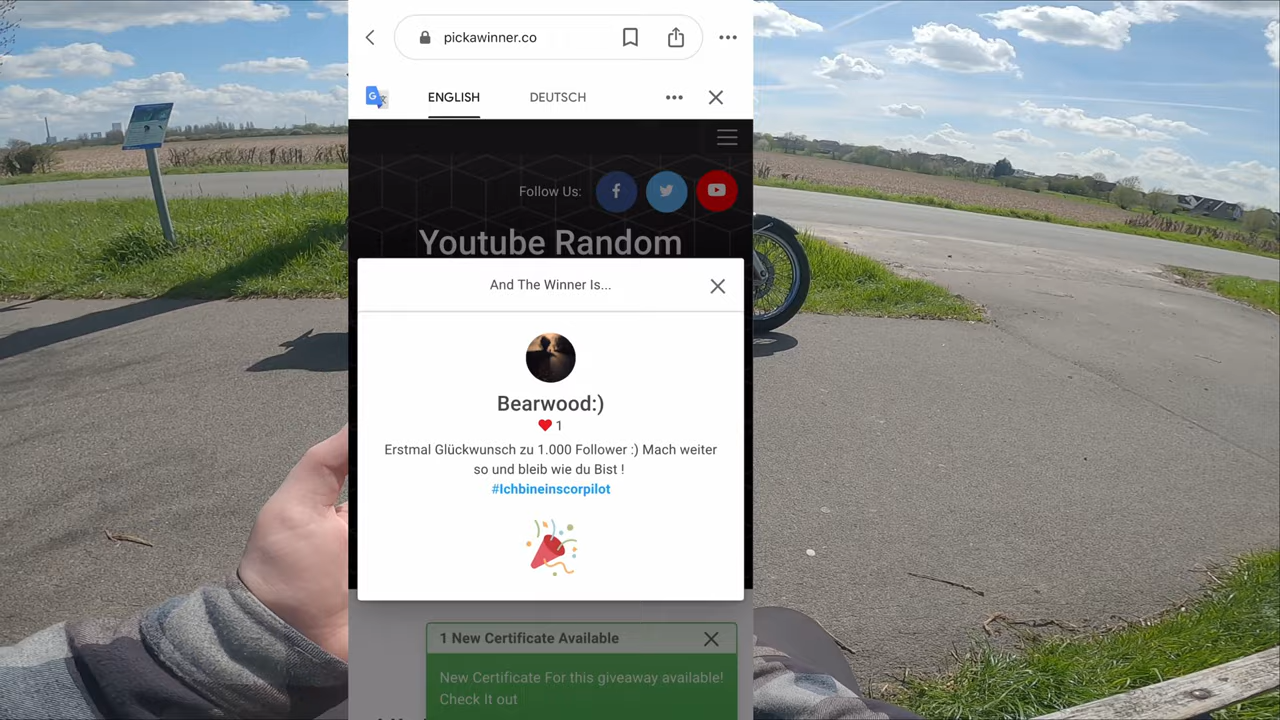 pickawinner.co
ENGLISH
DEUTSCH
Follow Us:
Youtube Random
And The Winner Is...
Bearwood:)
1
Erstmal Glückwunsch zu 1.000 Follower :) Mach weiter
so und bleib wie du Bist !
#Ichbineinscorpilot
1 New Certificate Available
New Certificate For this giveaway available!
Check It out